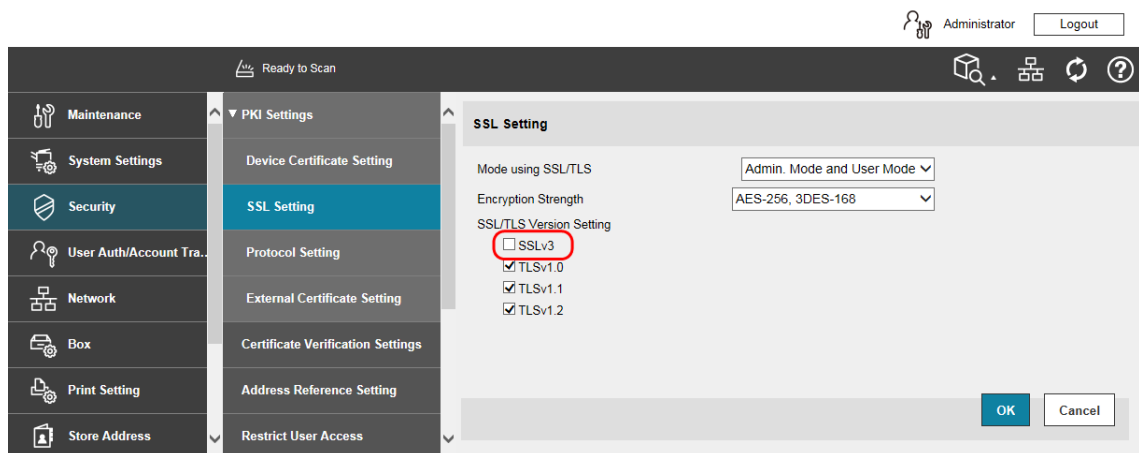 Administrator
Logout
Ready to Scan
Maintenance
System Settings
Security
User Auth/Account Tra..
Network
Box
Print Setting
Store Address
PKI Settings
Device Certificate Setting
SSL Setting
Protocol Setting
External Certificate Setting
Certificate Verification Settings
Address Reference Setting
Restrict User Access
SSL Setting
Mode using SSL/TLS
Admin. Mode and User Mode
Encryption Strength
AES-256, 3DES-168
SSL/TLS Version Setting
SSLv3
TLSv1.0
TLSv1.1
TLSv1.2
OK
Cancel